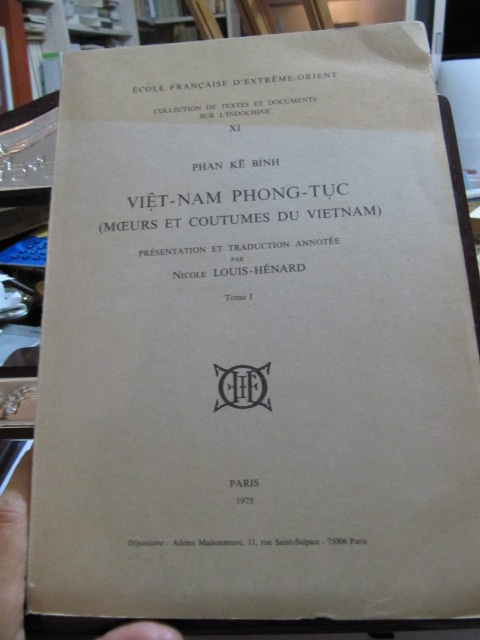 ÉCOLE FRANÇAISE D'EXTRÊME-ORIENT
COLLECTION DE TEXTES ET DOCUMENTS
SUR L'INDOCHINE
XI
PHAN KẾ BÍNH
VIỆT-NAM PHONG-TỤC
(MŒURS ET COUTUMES DU VIETNAM)
PRÉSENTATION ET TRADUCTION ANNOTÉE
PAR
NICOLE LOUIS-HÉNARD
Tome I
PARIS
1975
Dépositaire : Adrien Maisonneuve, 11, rue Saint-Sulpice - 75006 Paris